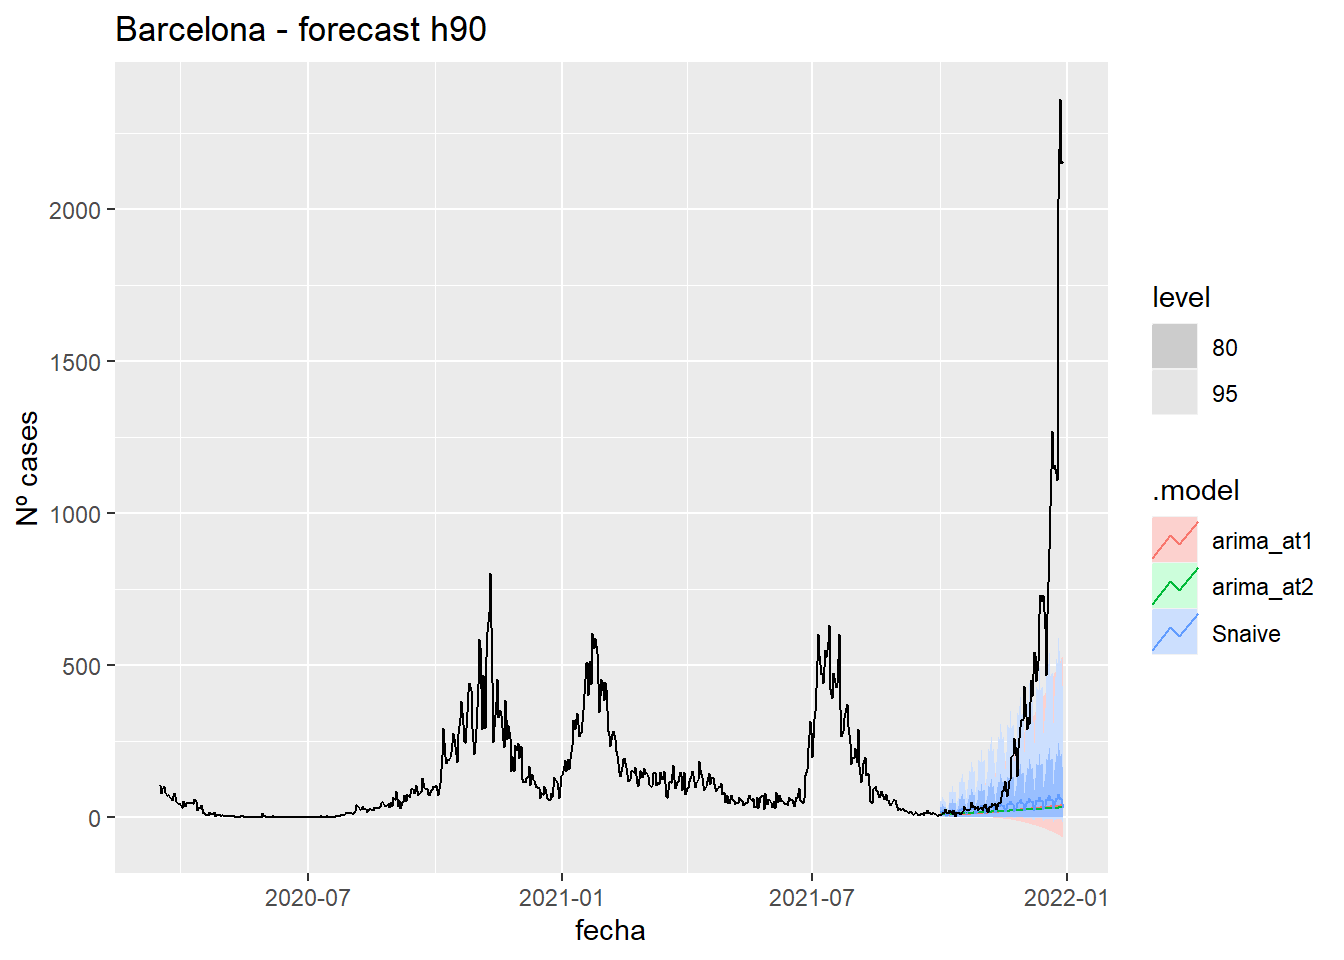 Barcelona - forecast h90
Nº cases
2000
1500
1000
500
0
2020-07
2021-01
2021-07
2022-01
fecha
level
80
95
.model
arima_at1
arima_at2
Snaive